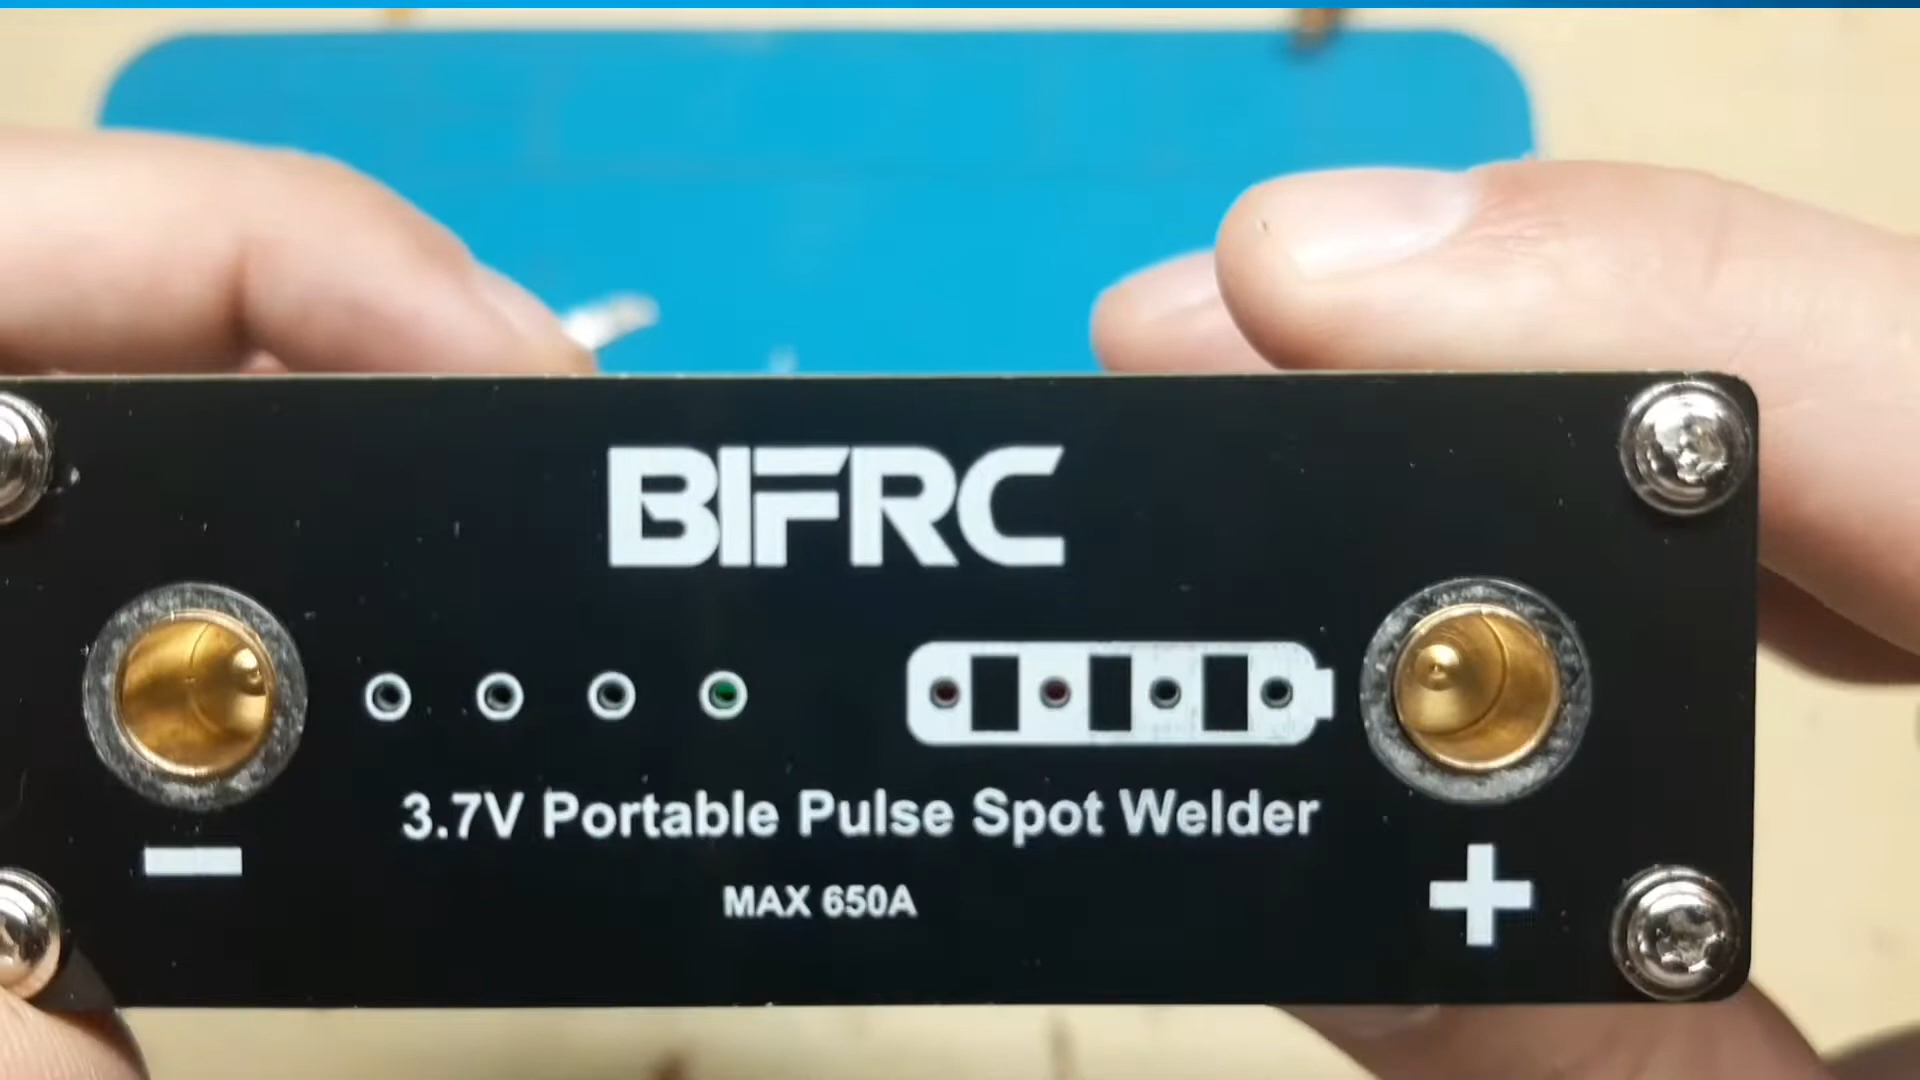 BIFRC
3.7V Portable Pulse Spot Welder
MAX 650A
− +